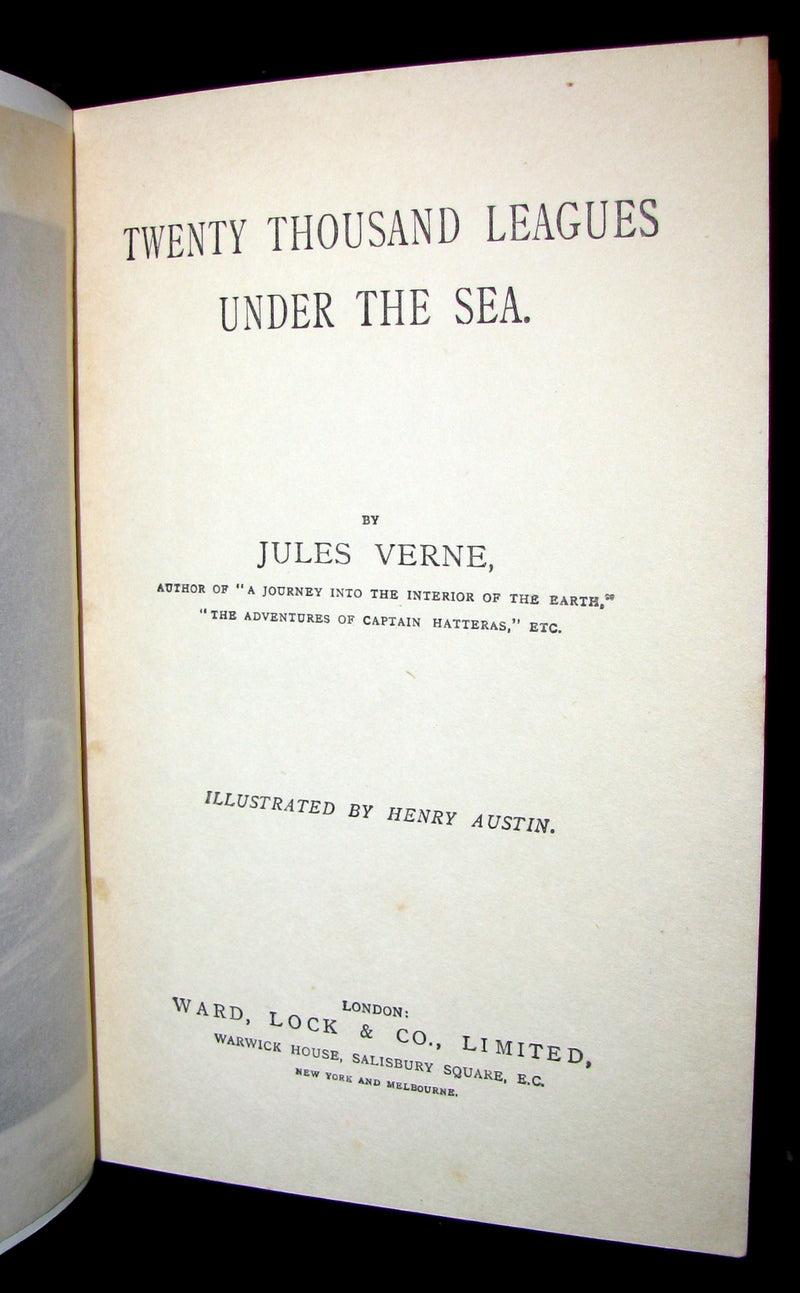 TWENTY THOUSAND LEAGUES
UNDER THE SEA.
BY
JULES VERNE,
AUTHOR OF "A JOURNEY INTO THE INTERIOR OF THE EARTH,"
"THE ADVENTURES OF CAPTAIN HATTERAS," ETC.
ILLUSTRATED BY HENRY AUSTIN.
LONDON:
WARD, LOCK & CO., LIMITED,
WARWICK HOUSE, SALISBURY SQUARE, E.C.
NEW YORK AND MELBOURNE.